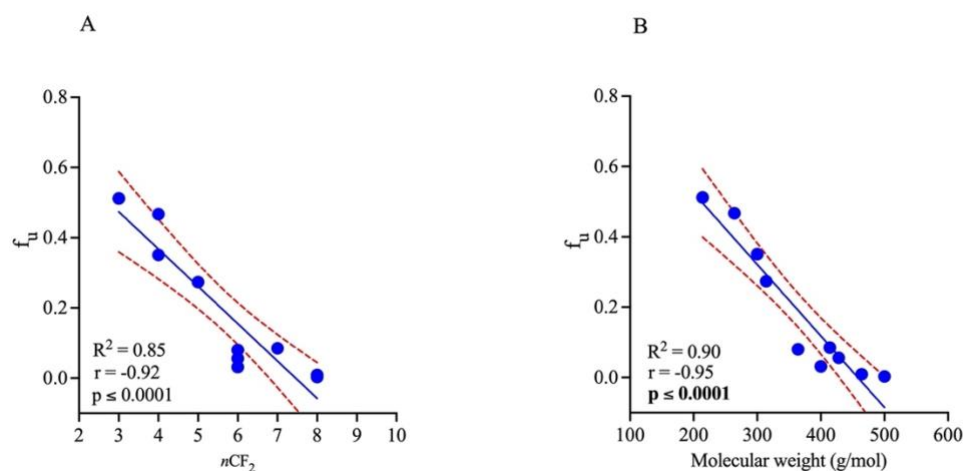 A
0.8
0.6
0.4
0.2
0.0
fu
R2 = 0.85
r = -0.92
p ≤ 0.0001
2 3 4 5 6 7 8 9 10
nCF2
B
0.8
0.6
0.4
0.2
0.0
fu
R2 = 0.90
r = -0.95
p ≤ 0.0001
100 200 300 400 500 600
Molecular weight (g/mol)